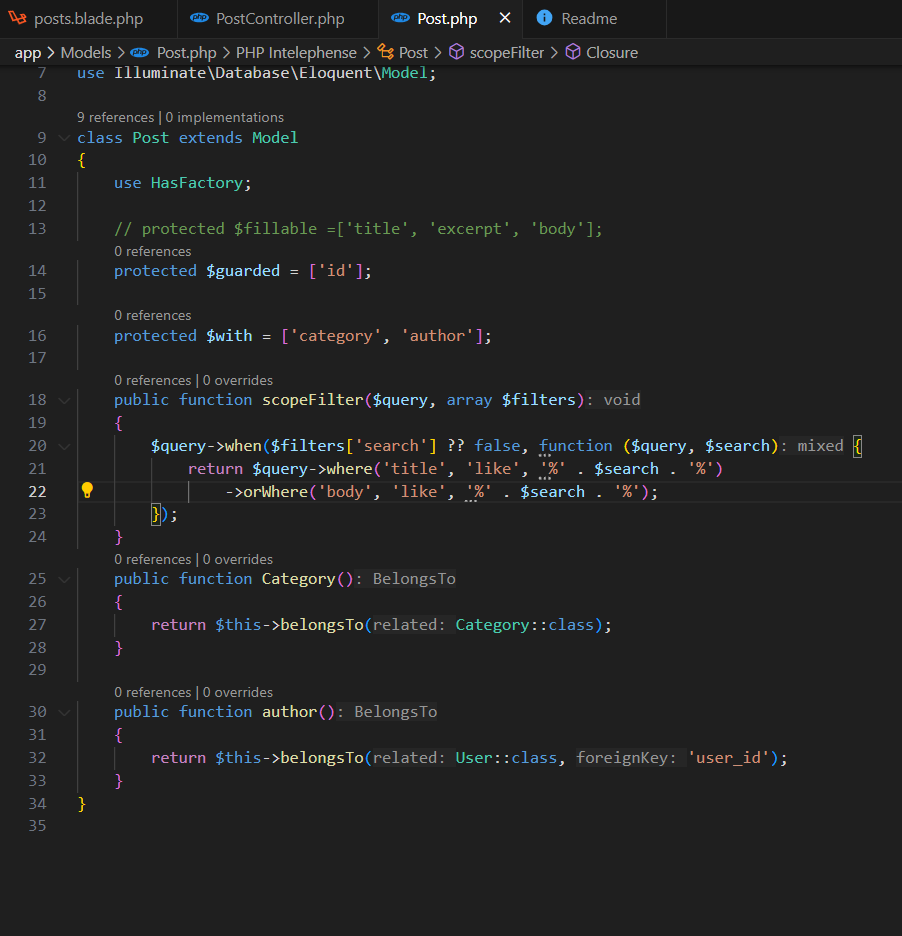 posts.blade.php php PostController.php php Post.php × i Readme
app > Models > php Post.php > PHP Intelephense > Post > scopeFilter > Closure
7 use Illuminate\Database\Eloquent\Model;
8
9 references | 0 implementations
9 class Post extends Model
10 {
11 use HasFactory;
12
13 // protected $fillable =['title', 'excerpt', 'body'];
0 references
14 protected $guarded = ['id'];
15
0 references
16 protected $with = ['category', 'author'];
17
0 references | 0 overrides
18 public function scopeFilter($query, array $filters): void
19 {
20 $query->when($filters['search'] ?? false, function ($query, $search): mixed {
21 return $query->where('title', 'like', '%' . $search . '%')
22 ->orWhere('body', 'like', '%' . $search . '%');
23 });
24 }
0 references | 0 overrides
25 public function Category(): BelongsTo
26 {
27 return $this->belongsTo(related: Category::class);
28 }
29
0 references | 0 overrides
30 public function author(): BelongsTo
31 {
32 return $this->belongsTo(related: User::class, foreignKey: 'user_id');
33 }
34 }
35